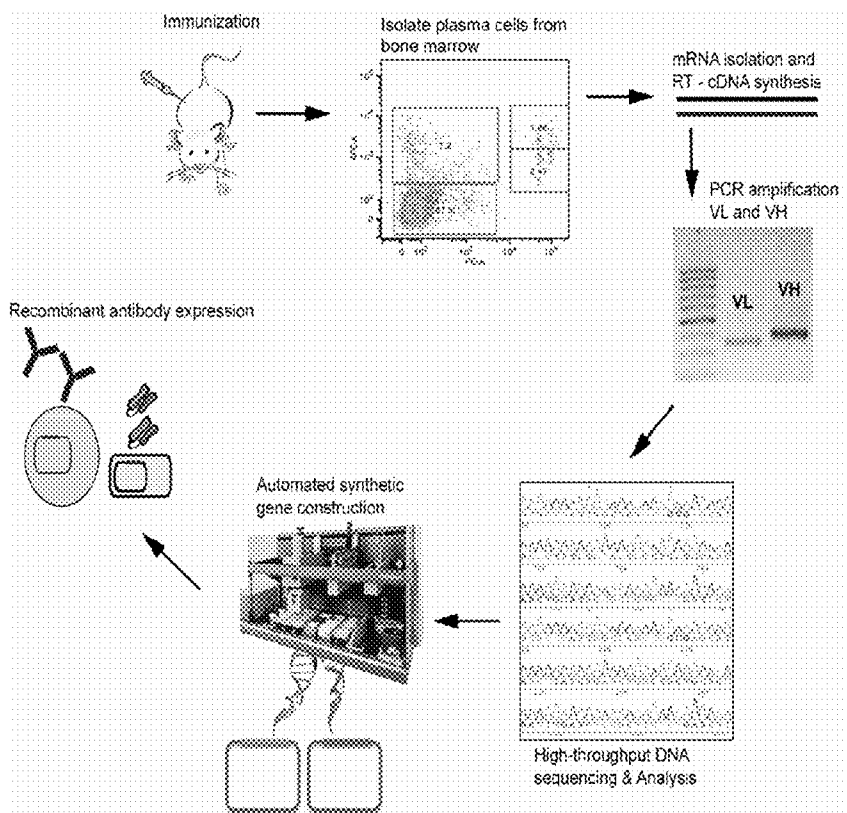 Immunization
Isolate plasma cells from
bone marrow
mRNA isolation and
RT - cDNA synthesis
PCR amplification
VL and VH
VL
VH
High-throughput DNA
sequencing & Analysis
Automated synthetic
gene construction
Recombinant antibody expression